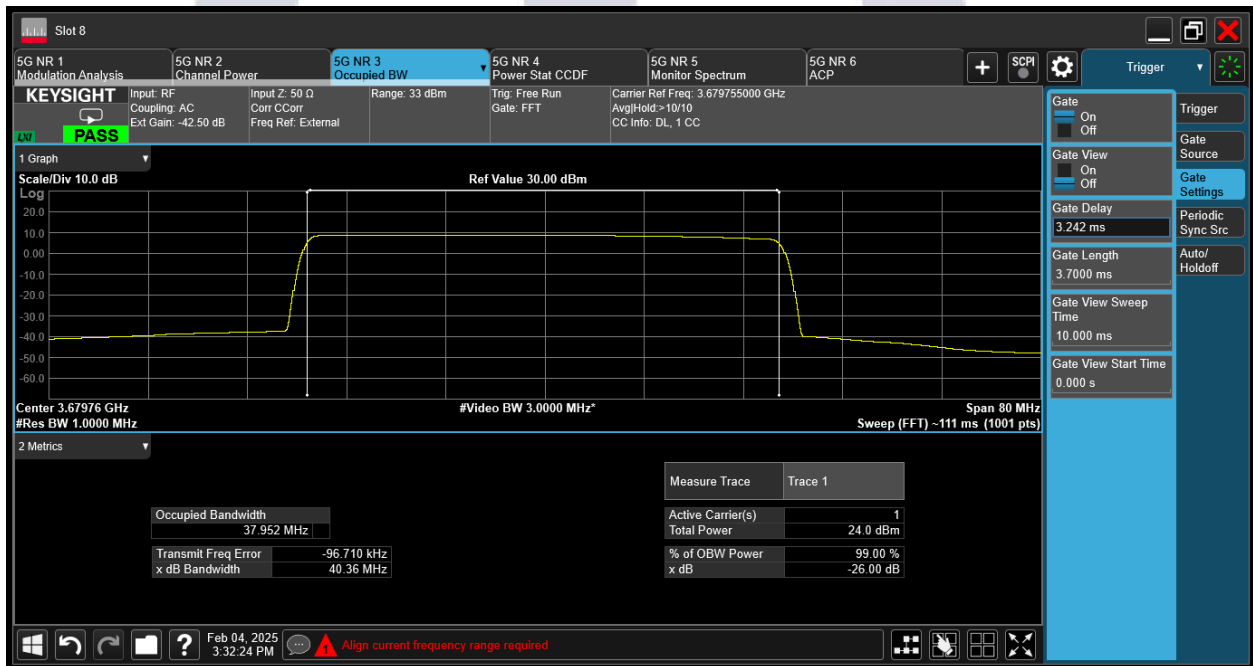 Slot 8
5G NR 1
Modulation Analysis
5G NR 2
Channel Power
5G NR 3
Occupied BW
5G NR 4
Power Stat CCDF
5G NR 5
Monitor Spectrum
5G NR 6
ACP
+
SCPI
Trigger
KEYSIGHT
LXI
PASS
Input: RF
Coupling: AC
Ext Gain: -42.50 dB
Input Z: 50 Ω
Corr CCorr
Freq Ref: External
Range: 33 dBm
Trig: Free Run
Gate: FFT
Carrier Ref Freq: 3.679755000 GHz
Avg|Hold:>10/10
CC Info: DL, 1 CC
1 Graph
Scale/Div 10.0 dB
Ref Value 30.00 dBm
Log
20.0
10.0
0.00
-10.0
-20.0
-30.0
-40.0
-50.0
-60.0
Center 3.67976 GHz
#Video BW 3.0000 MHz*
Span 80 MHz
#Res BW 1.0000 MHz
Sweep (FFT) ~111 ms (1001 pts)
2 Metrics
Measure Trace Trace 1
Occupied Bandwidth
37.952 MHz
Transmit Freq Error -96.710 kHz
x dB Bandwidth 40.36 MHz
Active Carrier(s) 1
Total Power 24.0 dBm
% of OBW Power 99.00 %
x dB -26.00 dB
Gate
On
Off
Gate View
On
Off
Gate Delay
3.242 ms
Gate Length
3.7000 ms
Gate View Sweep
Time
10.000 ms
Gate View Start Time
0.000 s
Trigger
Gate
Source
Gate
Settings
Periodic
Sync Src
Auto/
Holdoff
?
Feb 04, 2025
3:32:24 PM
1
Align current frequency range required